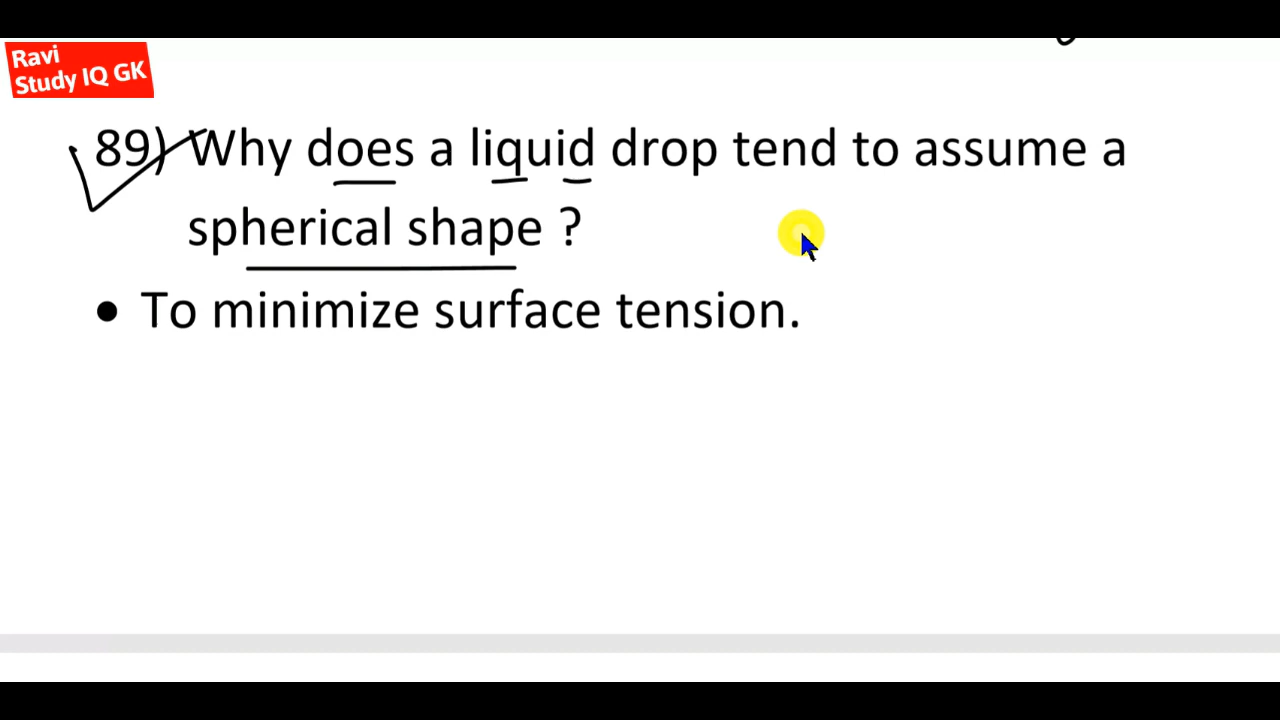 Ravi
Study IQ GK
89) Why does a liquid drop tend to assume a
spherical shape ?
• To minimize surface tension.